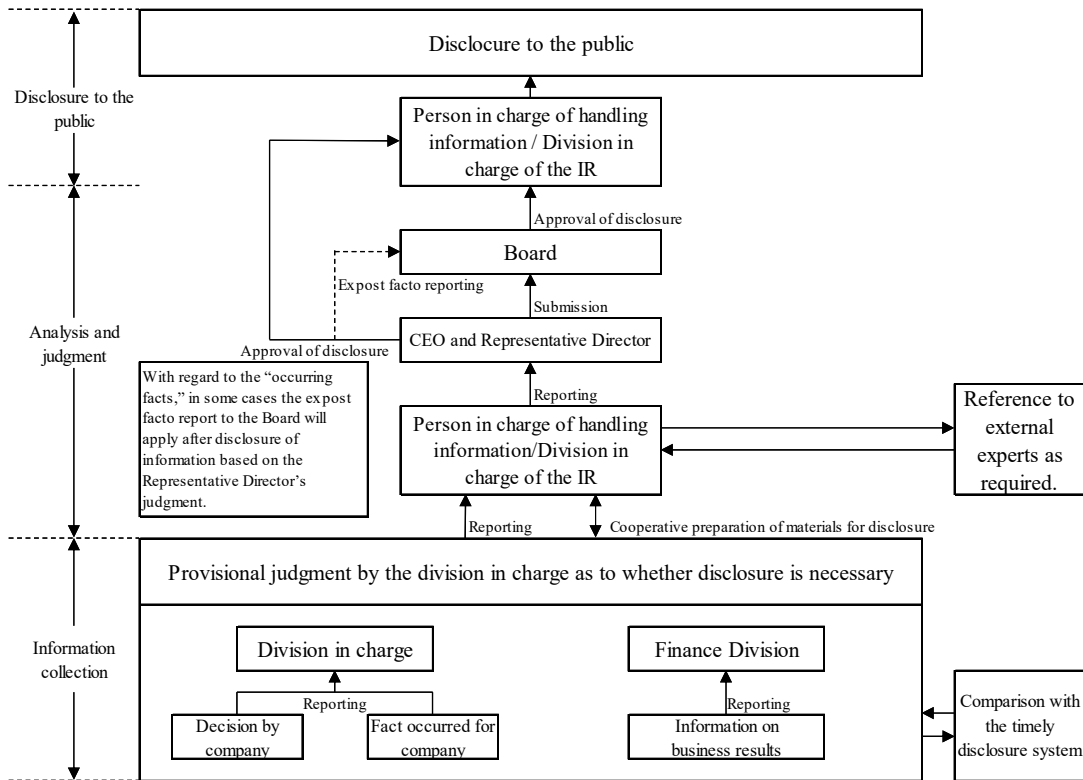 Disclocure to the public
Disclosure to the
public
Person in charge of handling
information / Division in
charge of the IR
Approval of disclosure
Board
Expost facto reporting
Submission
Analysis and
judgment
CEO and Representative Director
Approval of disclosure
With regard to the “occurring
facts,” in some cases the expost
facto report to the Board will
apply after disclosure of
information based on the
Representative Director’s
judgment.
Reporting
Person in charge of handling
information/Division in
charge of the IR
Reference to
external
experts as
required.
Reporting
Cooperative preparation of materials for disclosure
Provisional judgment by the division in charge as to whether disclosure is necessary
Information
collection
Division in charge
Finance Division
Reporting
Reporting
Decision by
company
Fact occurred for
company
Information on
business results
Comparison with
the timely
disclosure system